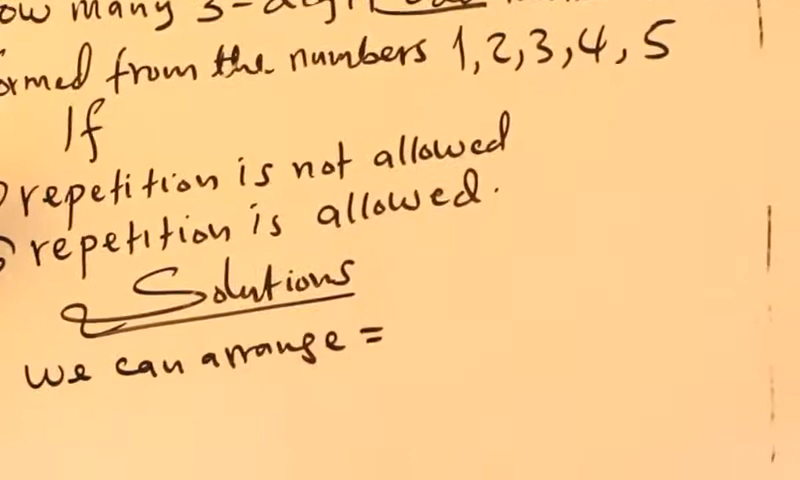 ow many 3-digit
ormed from the numbers 1, 2, 3, 4, 5
If
repetition is not allowed
repetition is allowed.
Solutions
we can arrange =